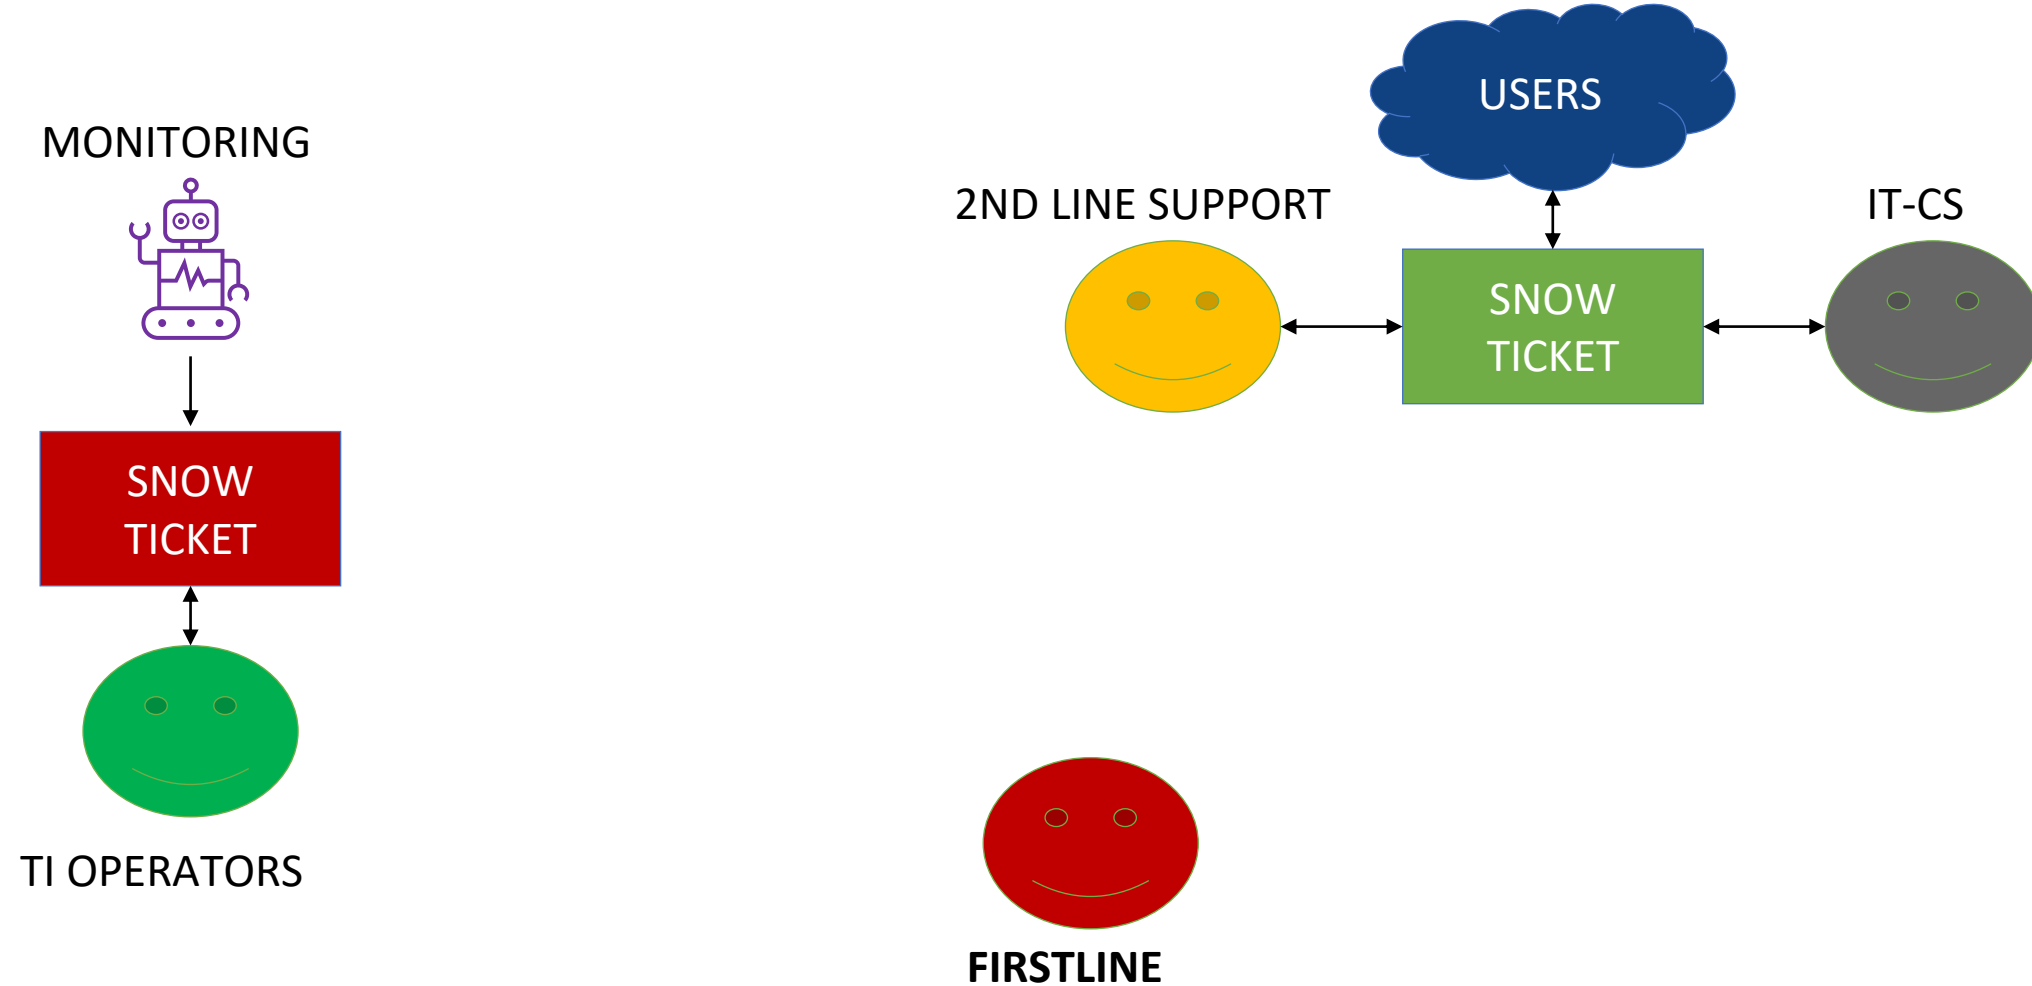 MONITORING
SNOW
TICKET
TI OPERATORS
USERS
2ND LINE SUPPORT
SNOW
TICKET
IT-CS
FIRSTLINE